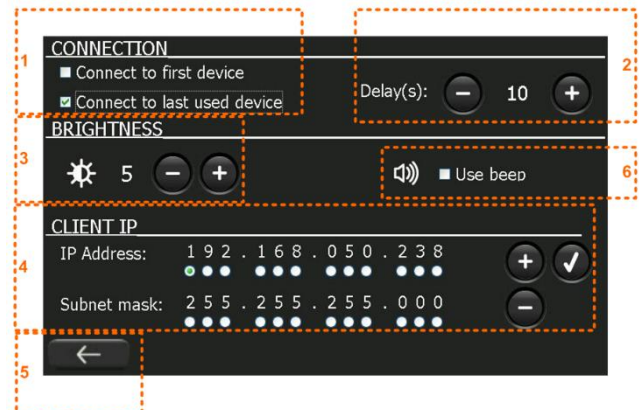 CONNECTION
1
Connect to first device
2
Connect to last used device
Delay(s): 10
BRIGHTNESS
3
5
Use beep
6
CLIENT IP
4
IP Address: 192.168.050.238
Subnet mask: 255.255.255.000
5